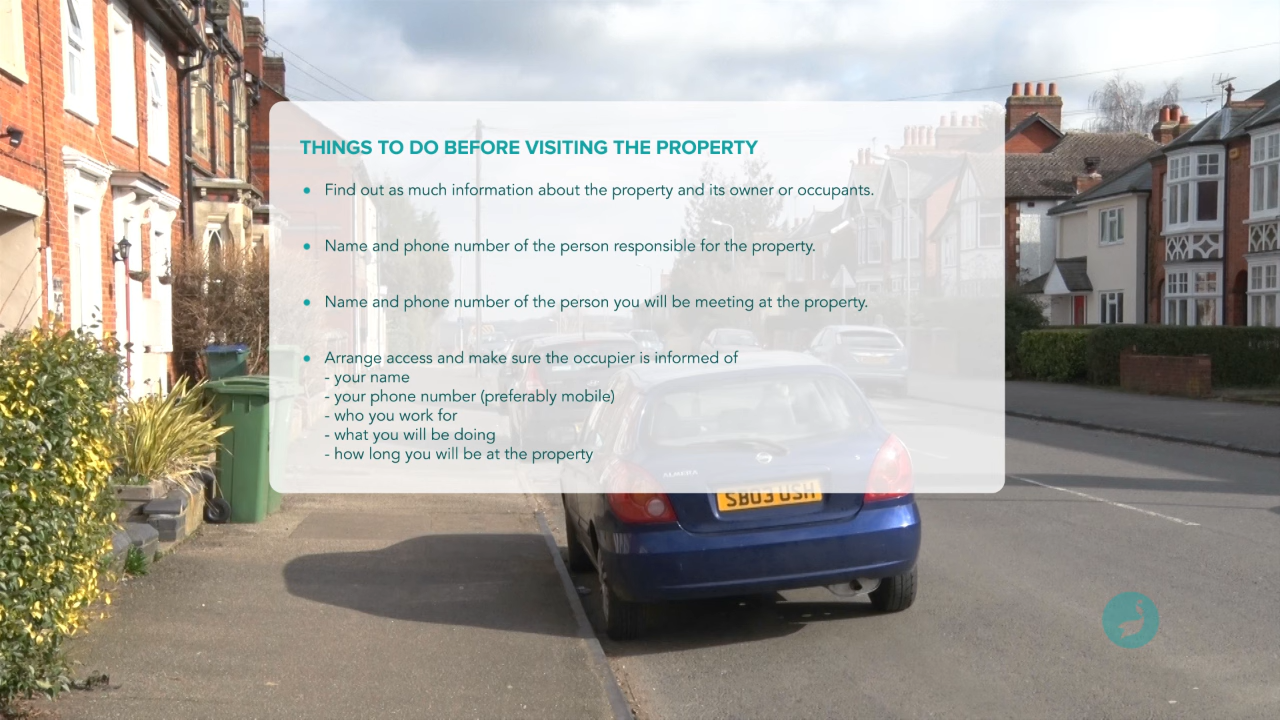 THINGS TO DO BEFORE VISITING THE PROPERTY
• Find out as much information about the property and its owner or occupants.
• Name and phone number of the person responsible for the property.
• Name and phone number of the person you will be meeting at the property.
• Arrange access and make sure the occupier is informed of
- your name
- your phone number (preferably mobile)
- who you work for
- what you will be doing
- how long you will be at the property
ALMERA
SB03 USH